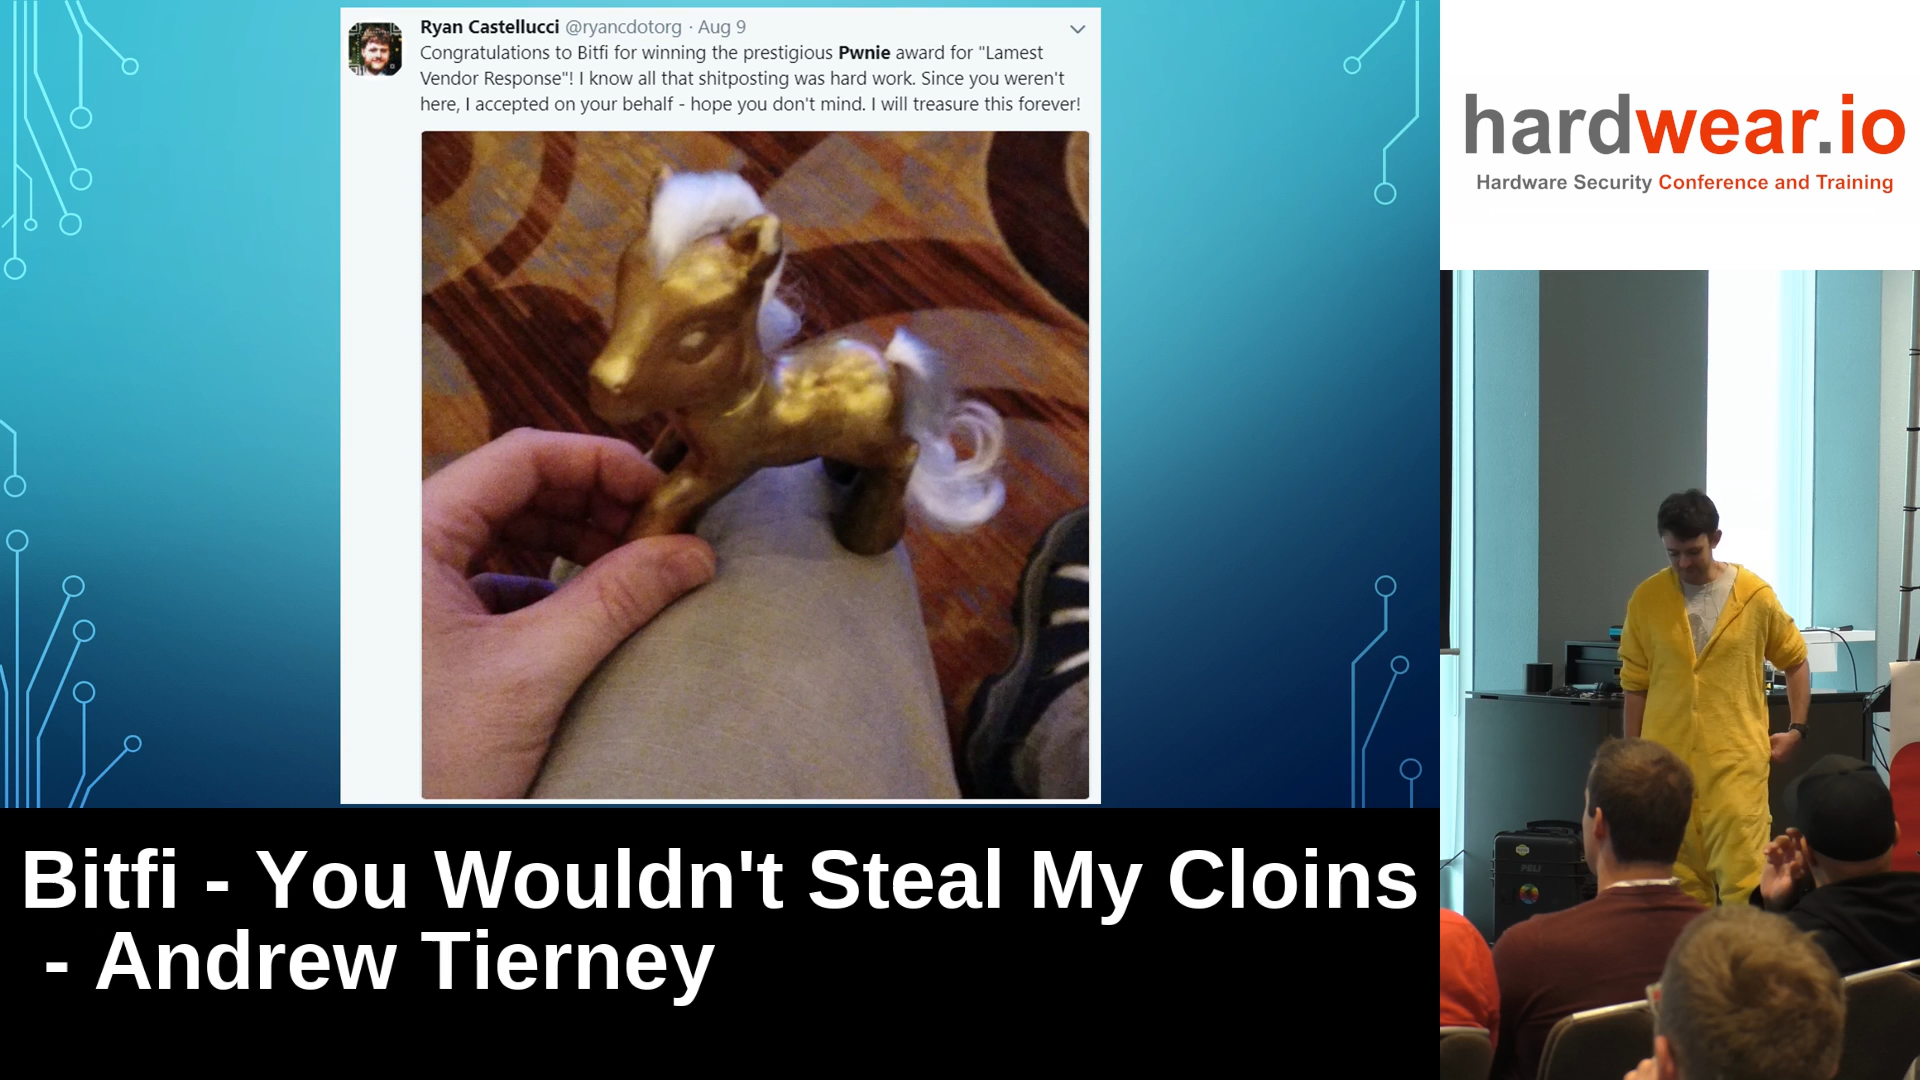 Ryan Castellucci @ryancdotorg · Aug 9
Congratulations to Bitfi for winning the prestigious Pwnie award for "Lamest
Vendor Response"! I know all that shitposting was hard work. Since you weren't
here, I accepted on your behalf - hope you don't mind. I will treasure this forever!
hardwear.io
Hardware Security Conference and Training
PELI
Bitfi - You Wouldn't Steal My Cloins
- Andrew Tierney